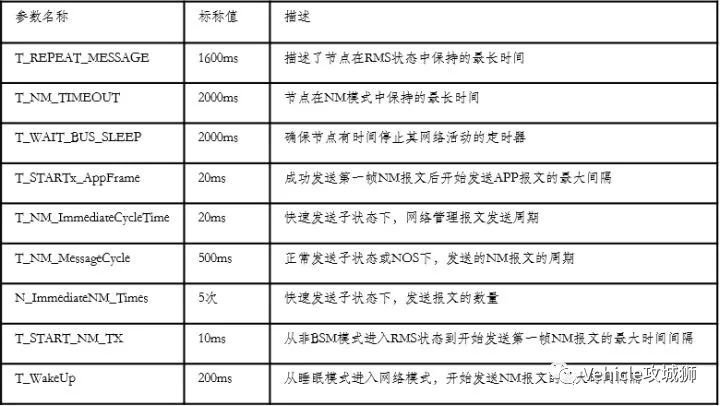 参数名称 标称值 描述
T_REPEAT_MESSAGE 1600ms 描述了节点在RMS状态中保持的最长时间
T_NM_TIMEOUT 2000ms 节点在NM模式中保持的最长时间
T_WAIT_BUS_SLEEP 2000ms 确保节点有时间停止其网络活动的定时器
T_STARTx_AppFrame 20ms 成功发送第一帧NM报文后开始发送APP报文的最大间隔
T_NM_ImmediateCycleTime 20ms 快速发送子状态下，网络管理报文发送周期
T_NM_MessageCycle 500ms 正常发送子状态或NOS下，发送的NM报文的周期
N_ImmediateNM_Times 5次 快速发送子状态下，发送报文的数量
T_START_NM_TX 10ms 从非BSM模式进入RMS状态到开始发送第一帧NM报文的最大时间间隔
T_WakeUp 200ms 从睡眠模式进入网络模式，开始发送NM报文的
Vehicle攻城狮